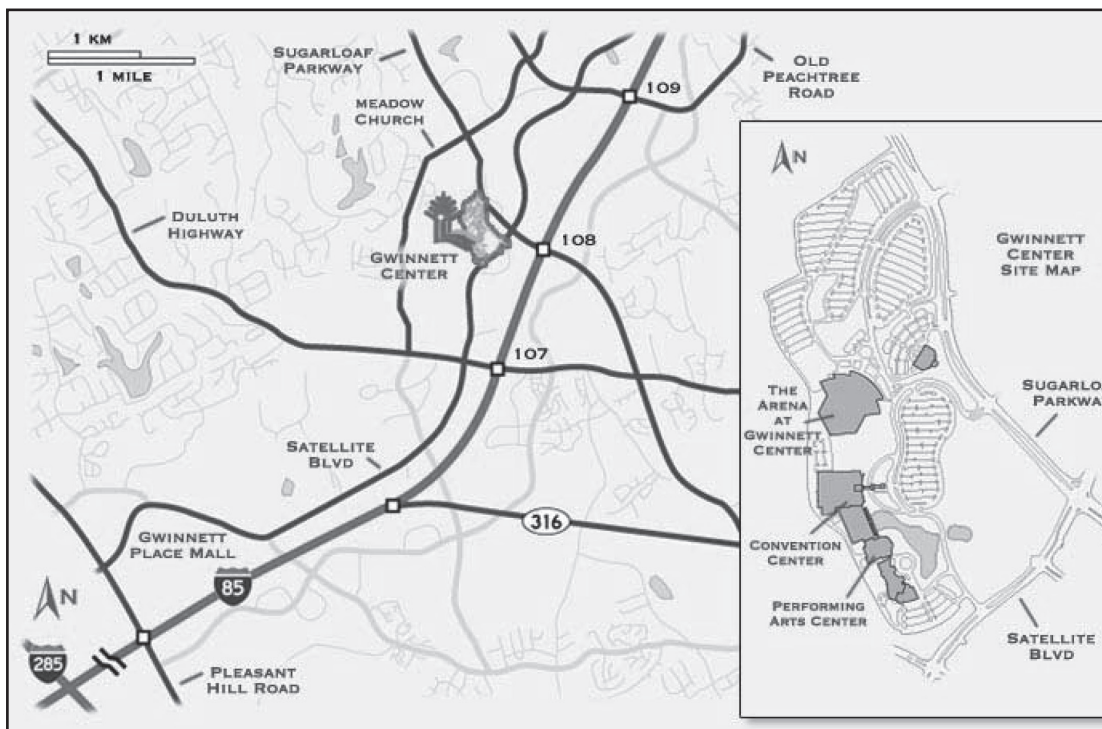 1 KM
1 MILE
SUGARLOAF
PARKWAY
MEADOW
CHURCH
OLD
PEACHTREE
ROAD
109
DULUTH
HIGHWAY
GWINNETT
CENTER
108
107
SATELLITE
BLVD
316
GWINNETT
PLACE MALL
85
N
285
PLEASANT
HILL ROAD
N
GWINNETT
CENTER
SITE MAP
THE
ARENA
AT
GWINNETT
CENTER
SUGARLO
PARKWA
CONVENTION
CENTER
PERFORMING
ARTS CENTER
SATELLITE
BLVD